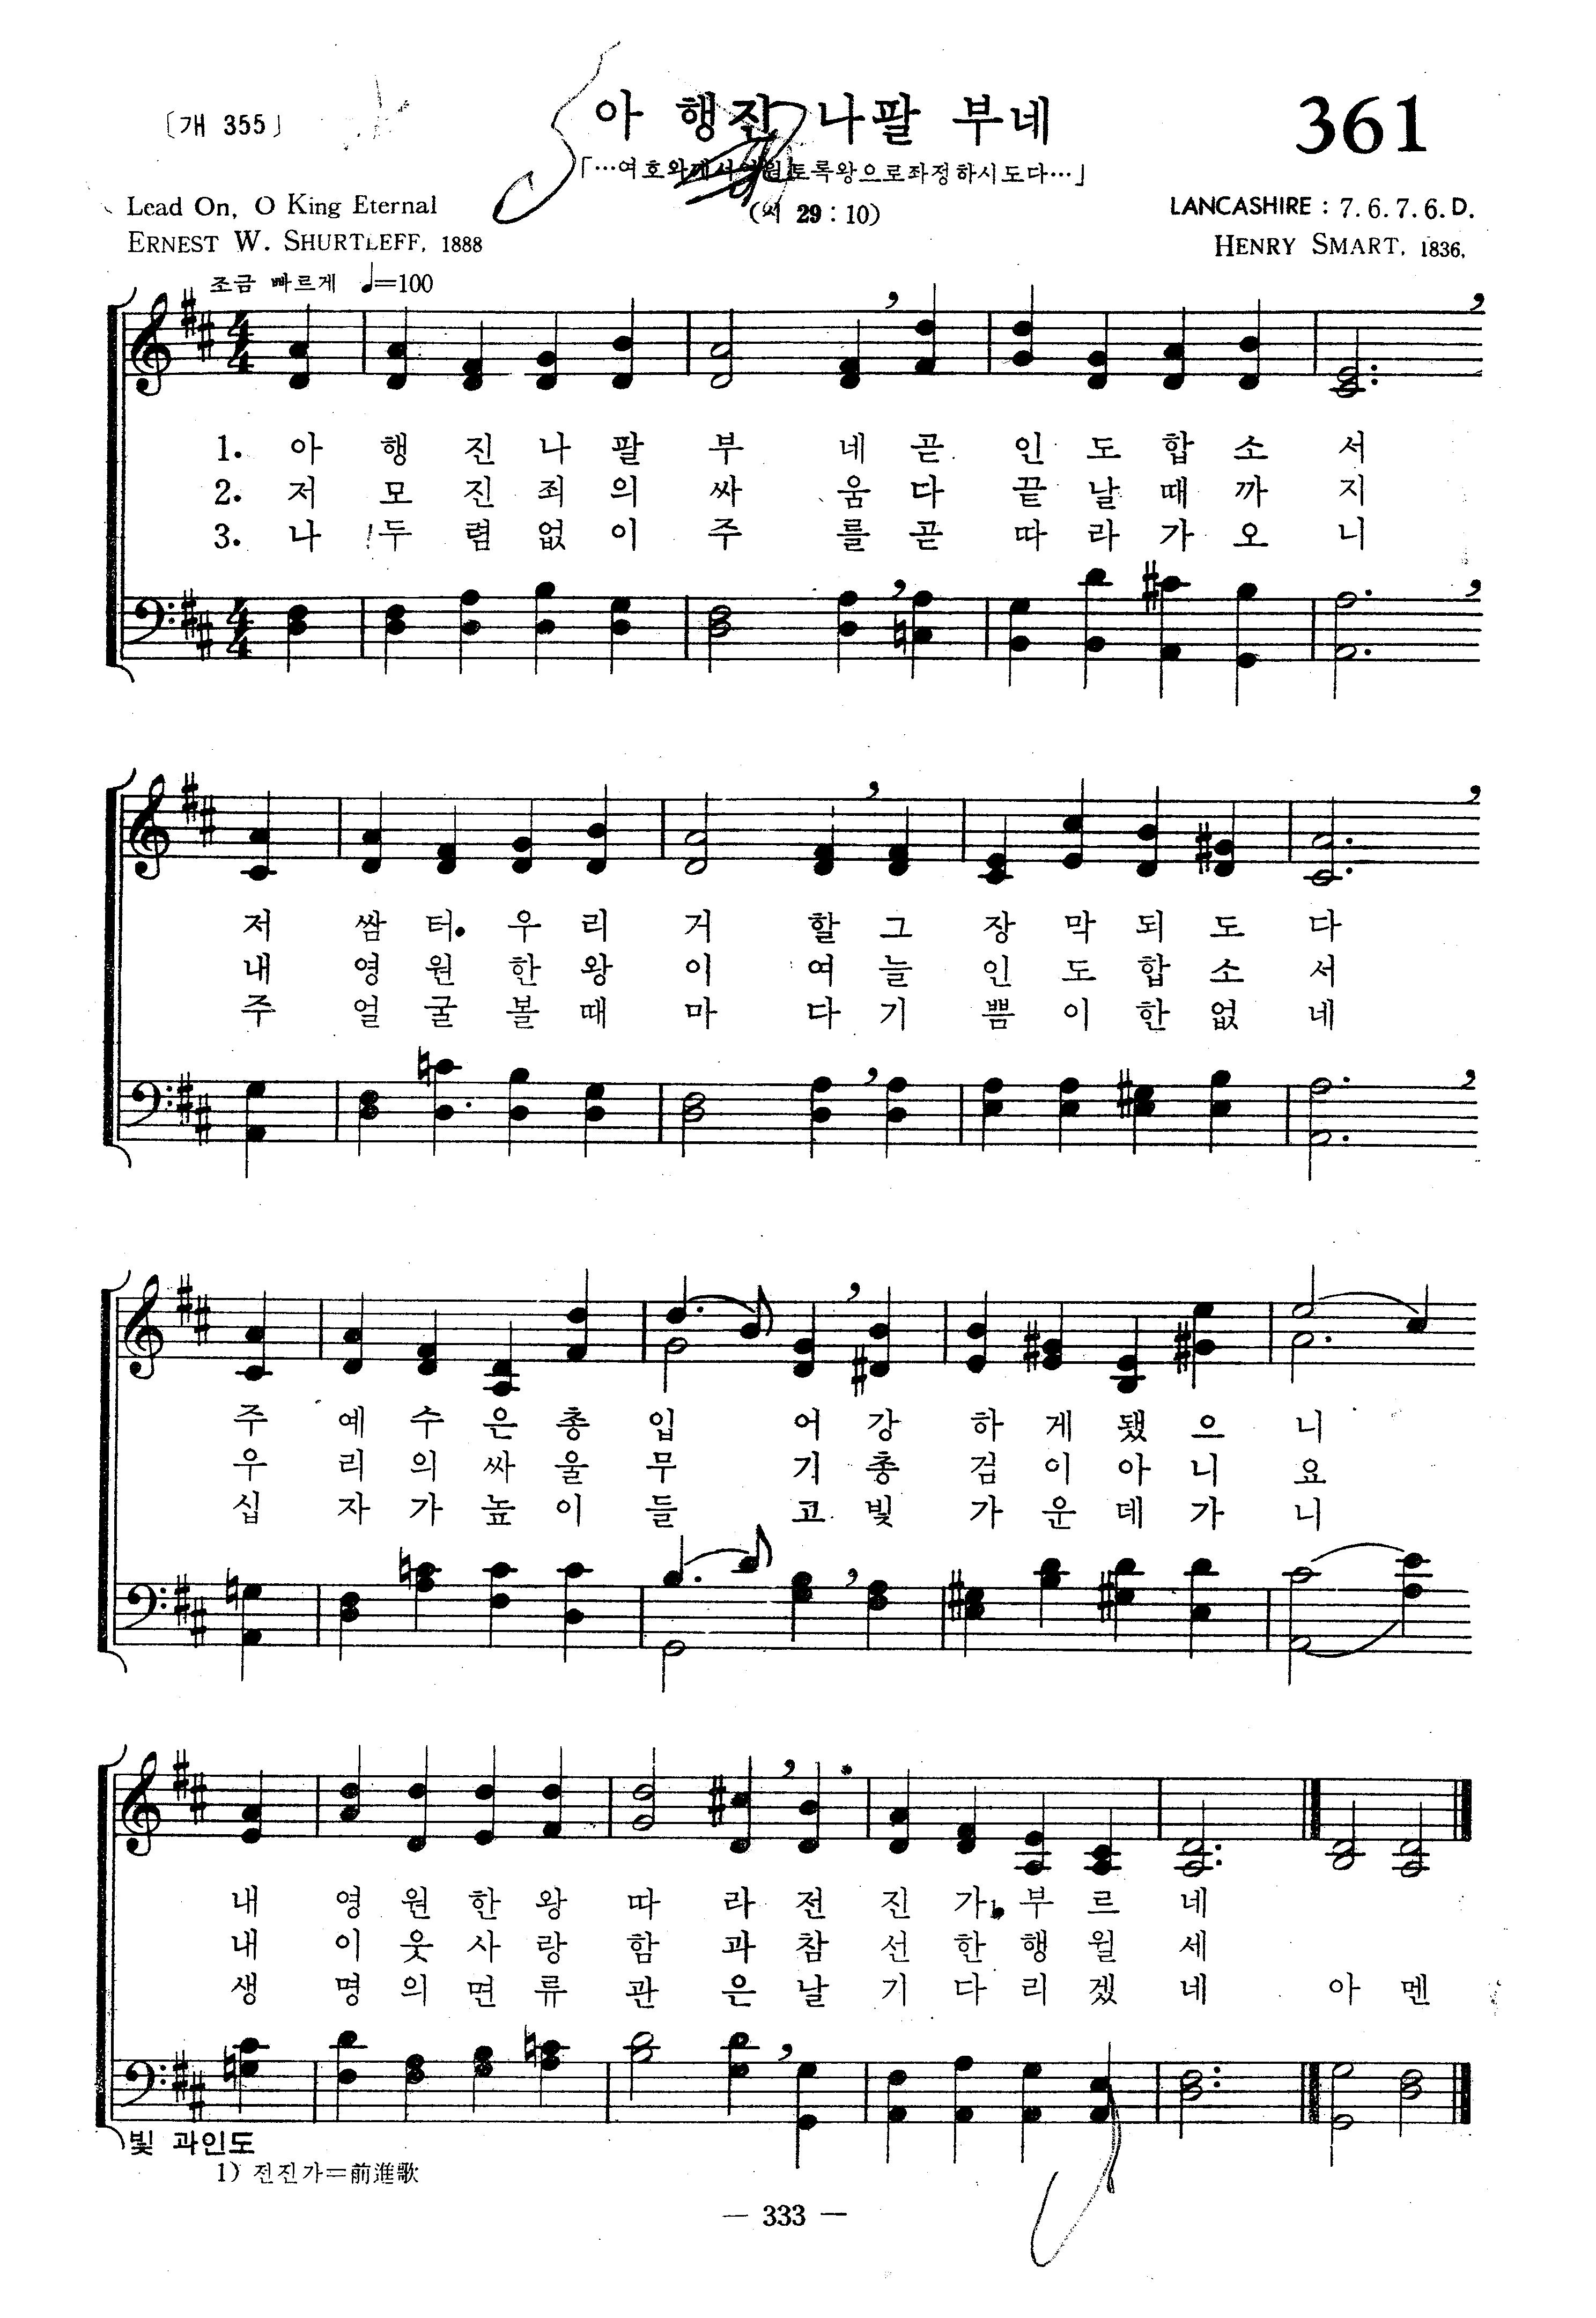 〔개 355〕
아 행진 나팔 부네
361
「…여호와께서영원토록왕으로좌정하시도다…」
(시 29 : 10)
Lead On, O King Eternal
LANCASHIRE : 7. 6. 7. 6. D.
ERNEST W. SHURTLEFF, 1888
HENRY SMART, 1836,
조금 빠르게 ♩=100
1. 아 행 진 나 팔 부 네 곧 인 도 합 소 서
2. 저 모 진 죄 의 싸 움 다 끝 날 때 까 지
3. 나 두 렴 없 이 주 를 곧 따 라 가 오 니
저 쌈 터 우 리 거 할 그 장 막 되 도 다
내 영 원 한 왕 이 여 늘 인 도 합 소 서
주 얼 굴 볼 때 마 다 기 쁨 이 한 없 네
주 예 수 은 총 입 어 강 하 게 됐 으 니
우 리 의 싸 울 무 기 총 검 이 아 니 요
십 자 가 높 이 들 고 빛 가 운 데 가 니
내 영 원 한 왕 따 라 전 진 가 부 르 네
내 이 웃 사 랑 함 과 참 선 한 행 월 세
생 명 의 면 류 관 은 날 기 다 리 겠 네 아 멘
빛 과인도
1) 전진가=前進歌
— 333 —